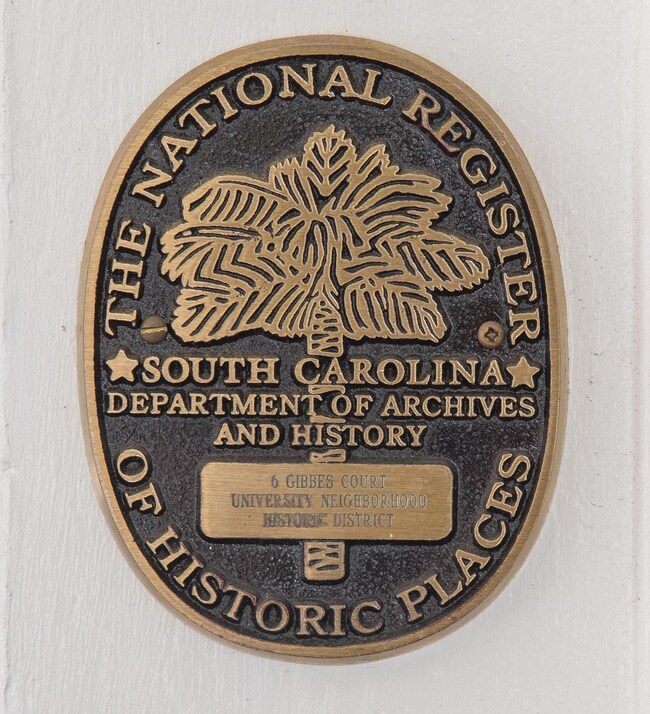 THE NATIONAL REGISTER
SOUTH CAROLINA
DEPARTMENT OF ARCHIVES
AND HISTORY
6 GIBBES COURT
UNIVERSITY NEIGHBORHOOD
HISTORIC DISTRICT
OF HISTORIC PLACES